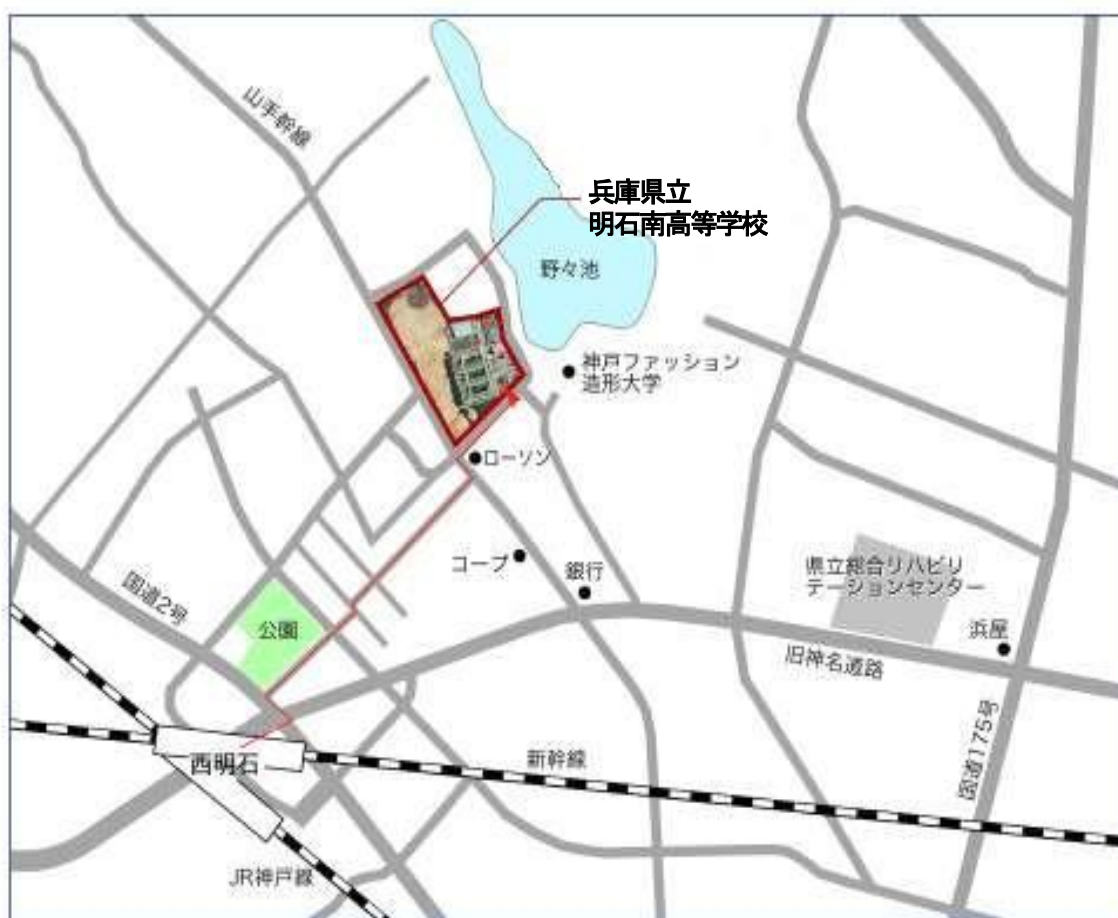 山手幹線
兵庫県立
明石南高等学校
野々池
神戸ファッション
造形大学
ローソン
コープ
銀行
県立総合リハビリ
テーションセンター
国道2号
公園
浜屋
旧神名道路
国道175号
新幹線
西明石
JR神戸線